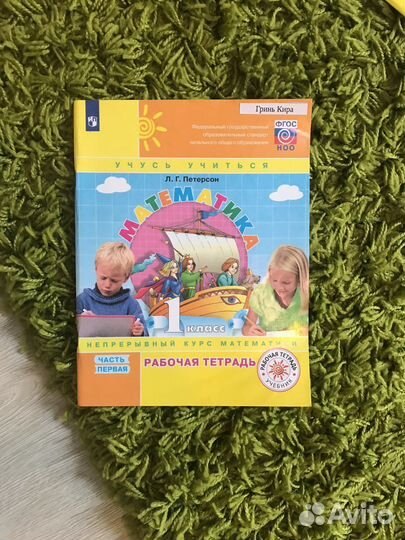 Гринь Кира
Федеральный государственный
образовательный стандарт
начального общего образования
ФГОС
НОО
УЧУСЬ УЧИТЬСЯ
Л. Г. Петерсон
МАТЕМАТИКА
1 класс
НЕПРЕРЫВНЫЙ КУРС МАТЕМАТИКИ
ЧАСТЬ
ПЕРВАЯ
РАБОЧАЯ ТЕТРАДЬ
РАБОЧАЯ ТЕТРАДЬ
УЧЕБНИК
Avito